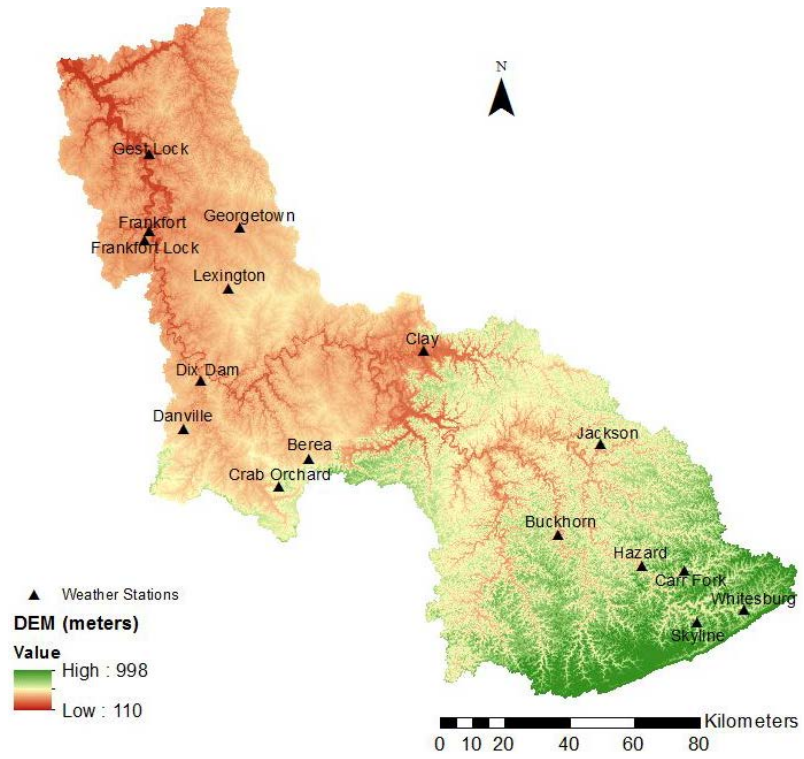 N
Gest Lock
Frankfort
Georgetown
Frankfort Lock
Lexington
Clay
Dix Dam
Danville
Jackson
Berea
Crab Orchard
Buckhorn
Hazard
Carr Fork
Whitesburg
Skyline
Weather Stations
DEM (meters)
Value
High : 998
Low : 110
Kilometers
0 10 20 40 60 80